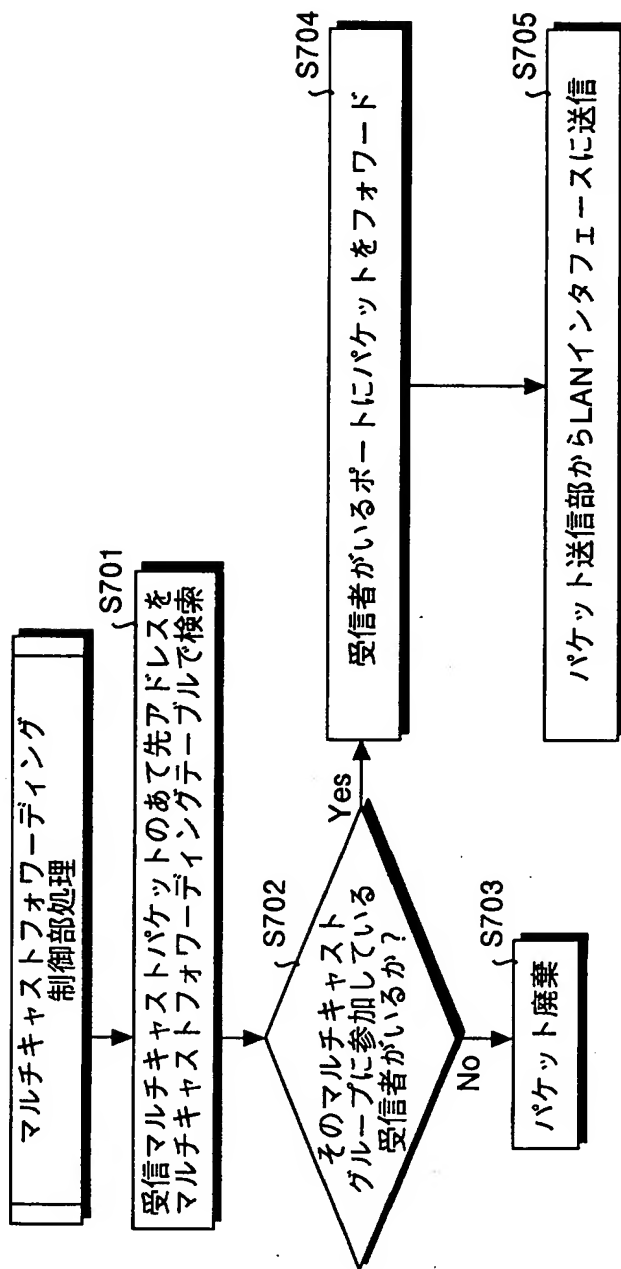 マルチキャストフォワーディング
制御部処理
S701
受信マルチキャストパケットのあて先アドレスを
マルチキャストフォワーディングテーブルで検索
S702
そのマルチキャスト
グループに参加している
受信者がいるか?
Yes
No
S703
パケット廃棄
S704
受信者がいるポートにパケットをフォワード
S705
パケット送信部からLANインタフェースに送信